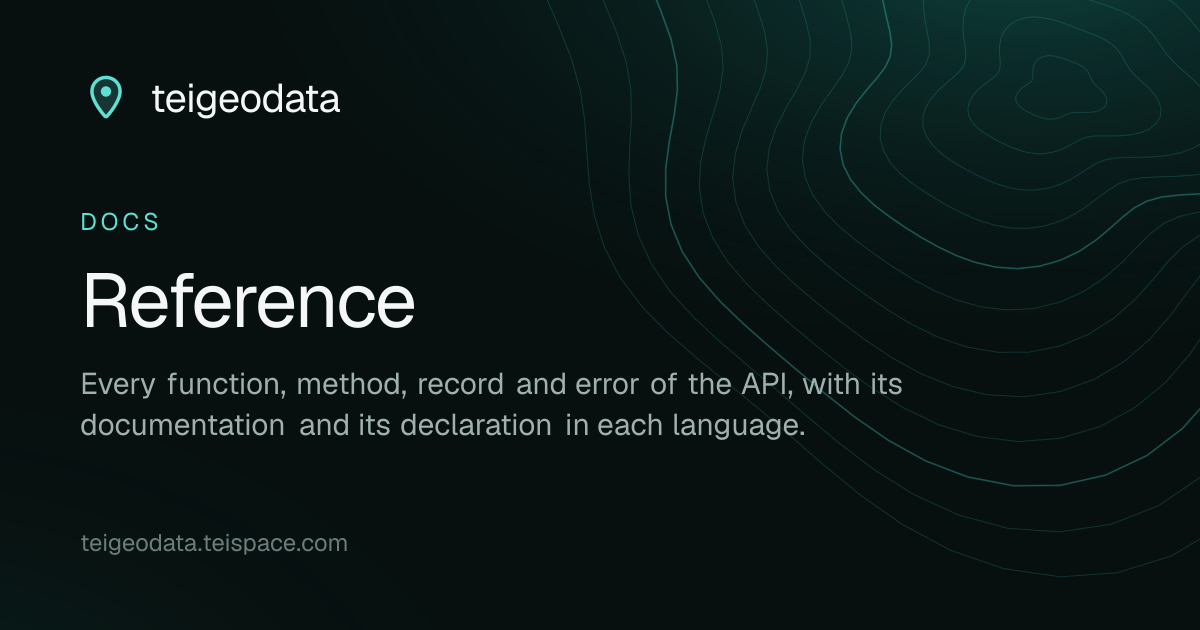 teigeodata
DOCS
Reference
Every function, method, record and error of the API, with its
documentation and its declaration in each language.
teigeodata.teispace.com